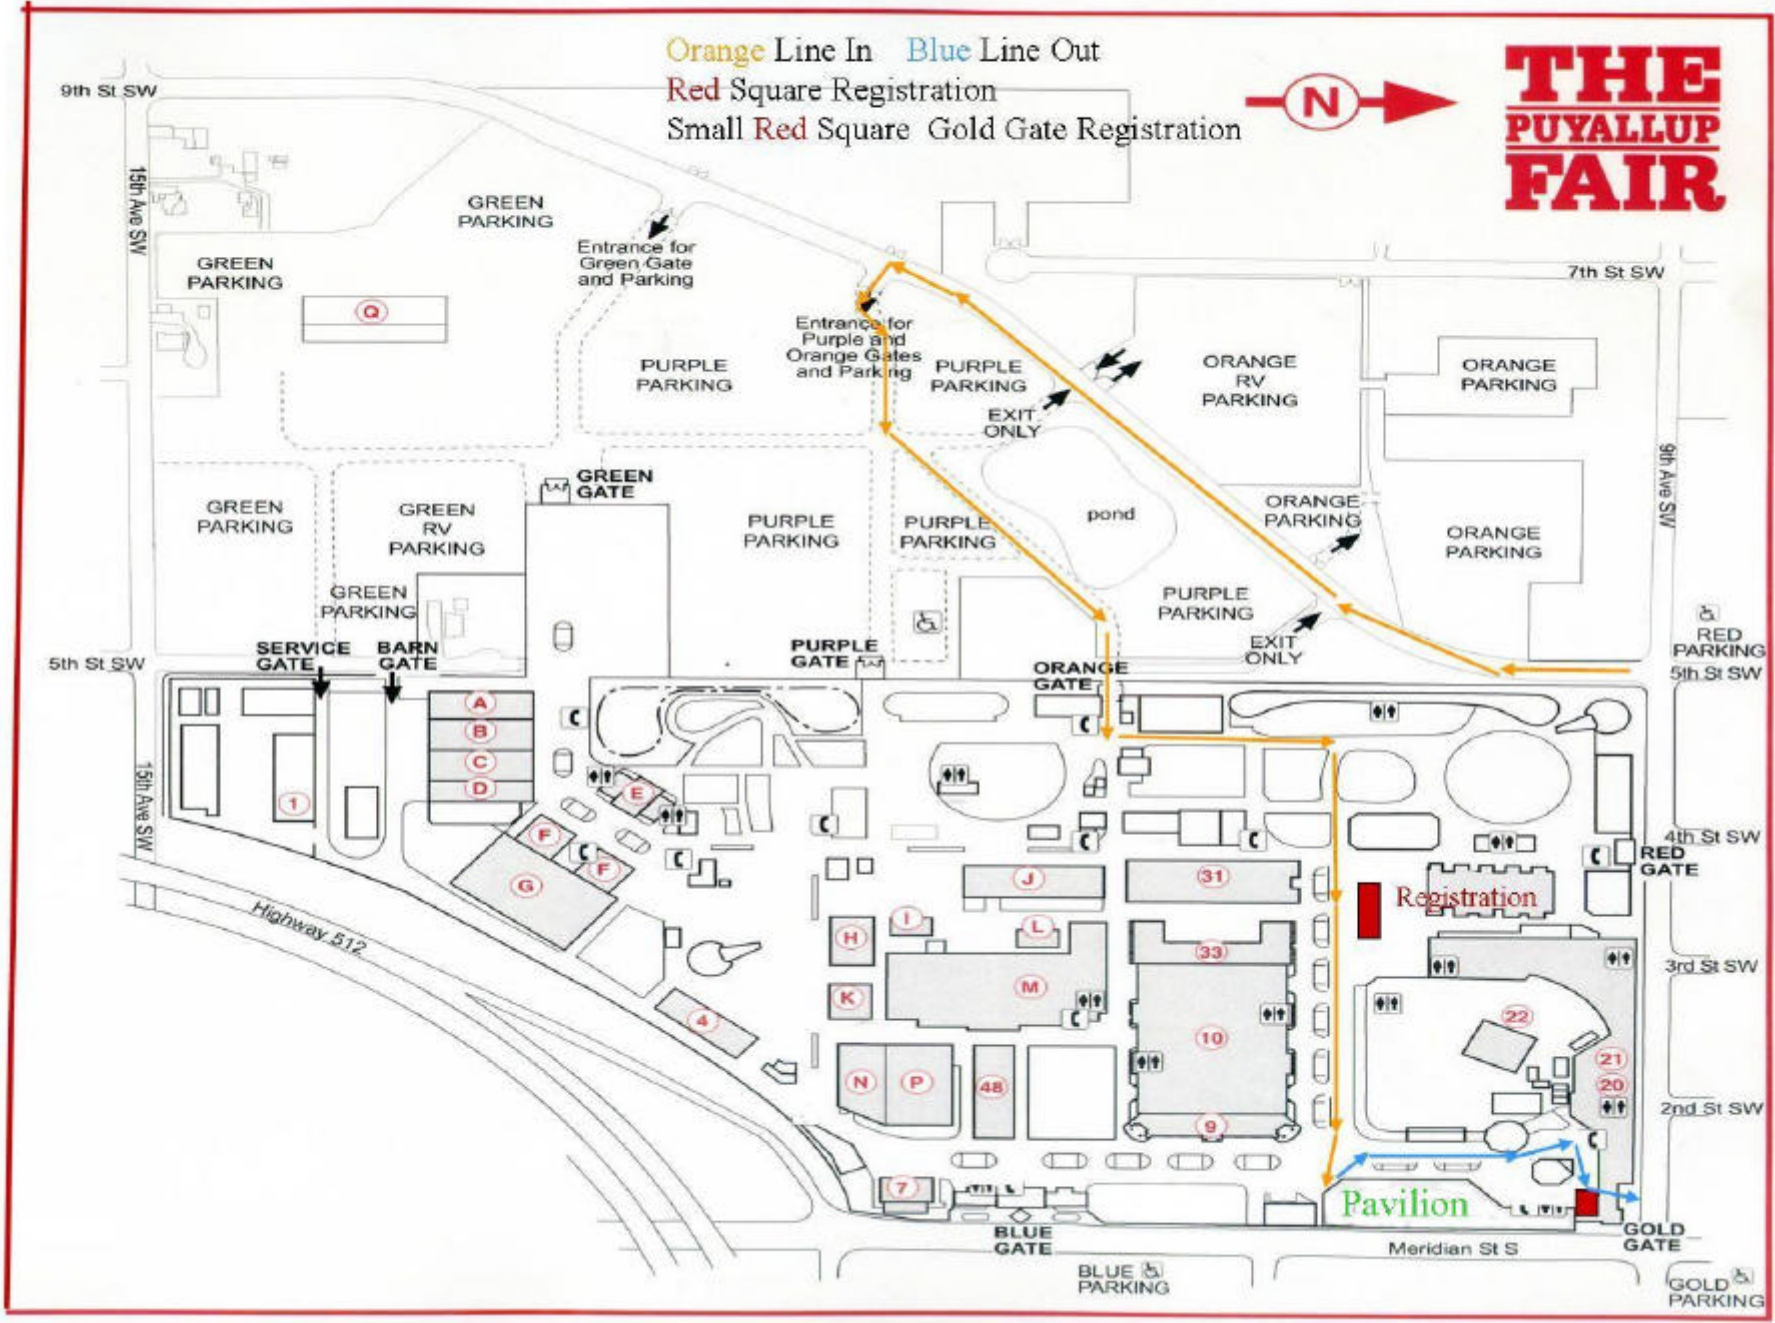 Orange Line In Blue Line Out
Red Square Registration
Small Red Square Gold Gate Registration
N
THE
PUYALLUP
FAIR
9th St SW
15th Ave SW
GREEN
PARKING
GREEN
PARKING
Entrance for
Green Gate
and Parking
7th St SW
Q
Entrance for
Purple and
Orange Gates
and Parking
PURPLE
PARKING
PURPLE
PARKING
ORANGE
RV
PARKING
ORANGE
PARKING
EXIT
ONLY
9th Ave SW
GREEN
GATE
GREEN
PARKING
GREEN
RV
PARKING
PURPLE
PARKING
PURPLE
PARKING
pond
ORANGE
PARKING
ORANGE
PARKING
GREEN
PARKING
PURPLE
PARKING
EXIT
ONLY
RED
PARKING
5th St SW
SERVICE
GATE
BARN
GATE
PURPLE
GATE
ORANGE
GATE
5th St SW
A
B
C
D
15th Ave SW
1
E
F
F
G
4th St SW
RED
GATE
J
31
Registration
Highway 512
H
I
L
33
3rd St SW
K
M
4
10
22
21
20
N
P
48
9
2nd St SW
7
Pavilion
BLUE
GATE
GOLD
GATE
Meridian St S
BLUE
PARKING
GOLD
PARKING